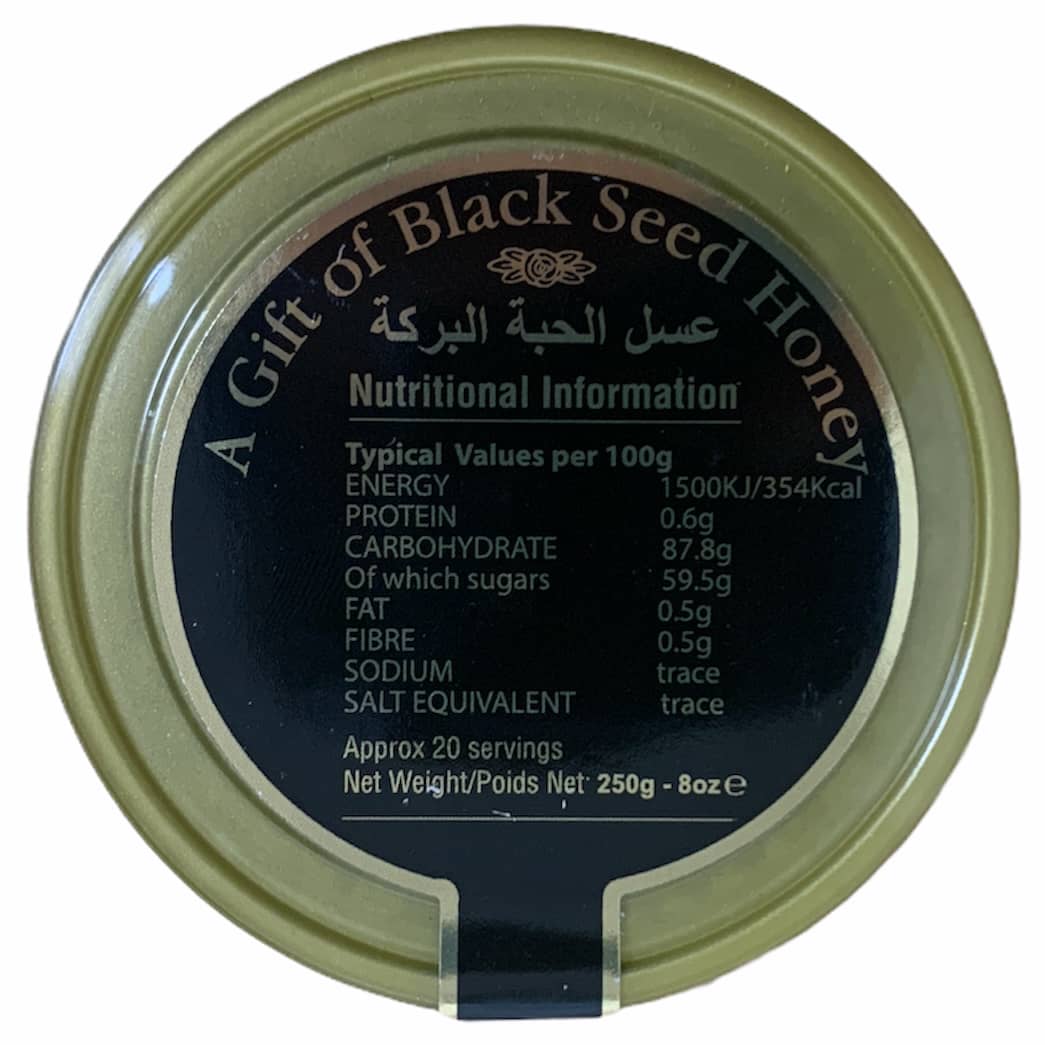 A Gift of Black Seed Honey
عسل الحبة البركة
Nutritional Information
Typical Values per 100g
ENERGY 1500KJ/354Kcal
PROTEIN 0.6g
CARBOHYDRATE 87.8g
Of which sugars 59.5g
FAT 0.5g
FIBRE 0.5g
SODIUM trace
SALT EQUIVALENT trace
Approx 20 servings
Net Weight/Poids Net 250g - 8oz ℮